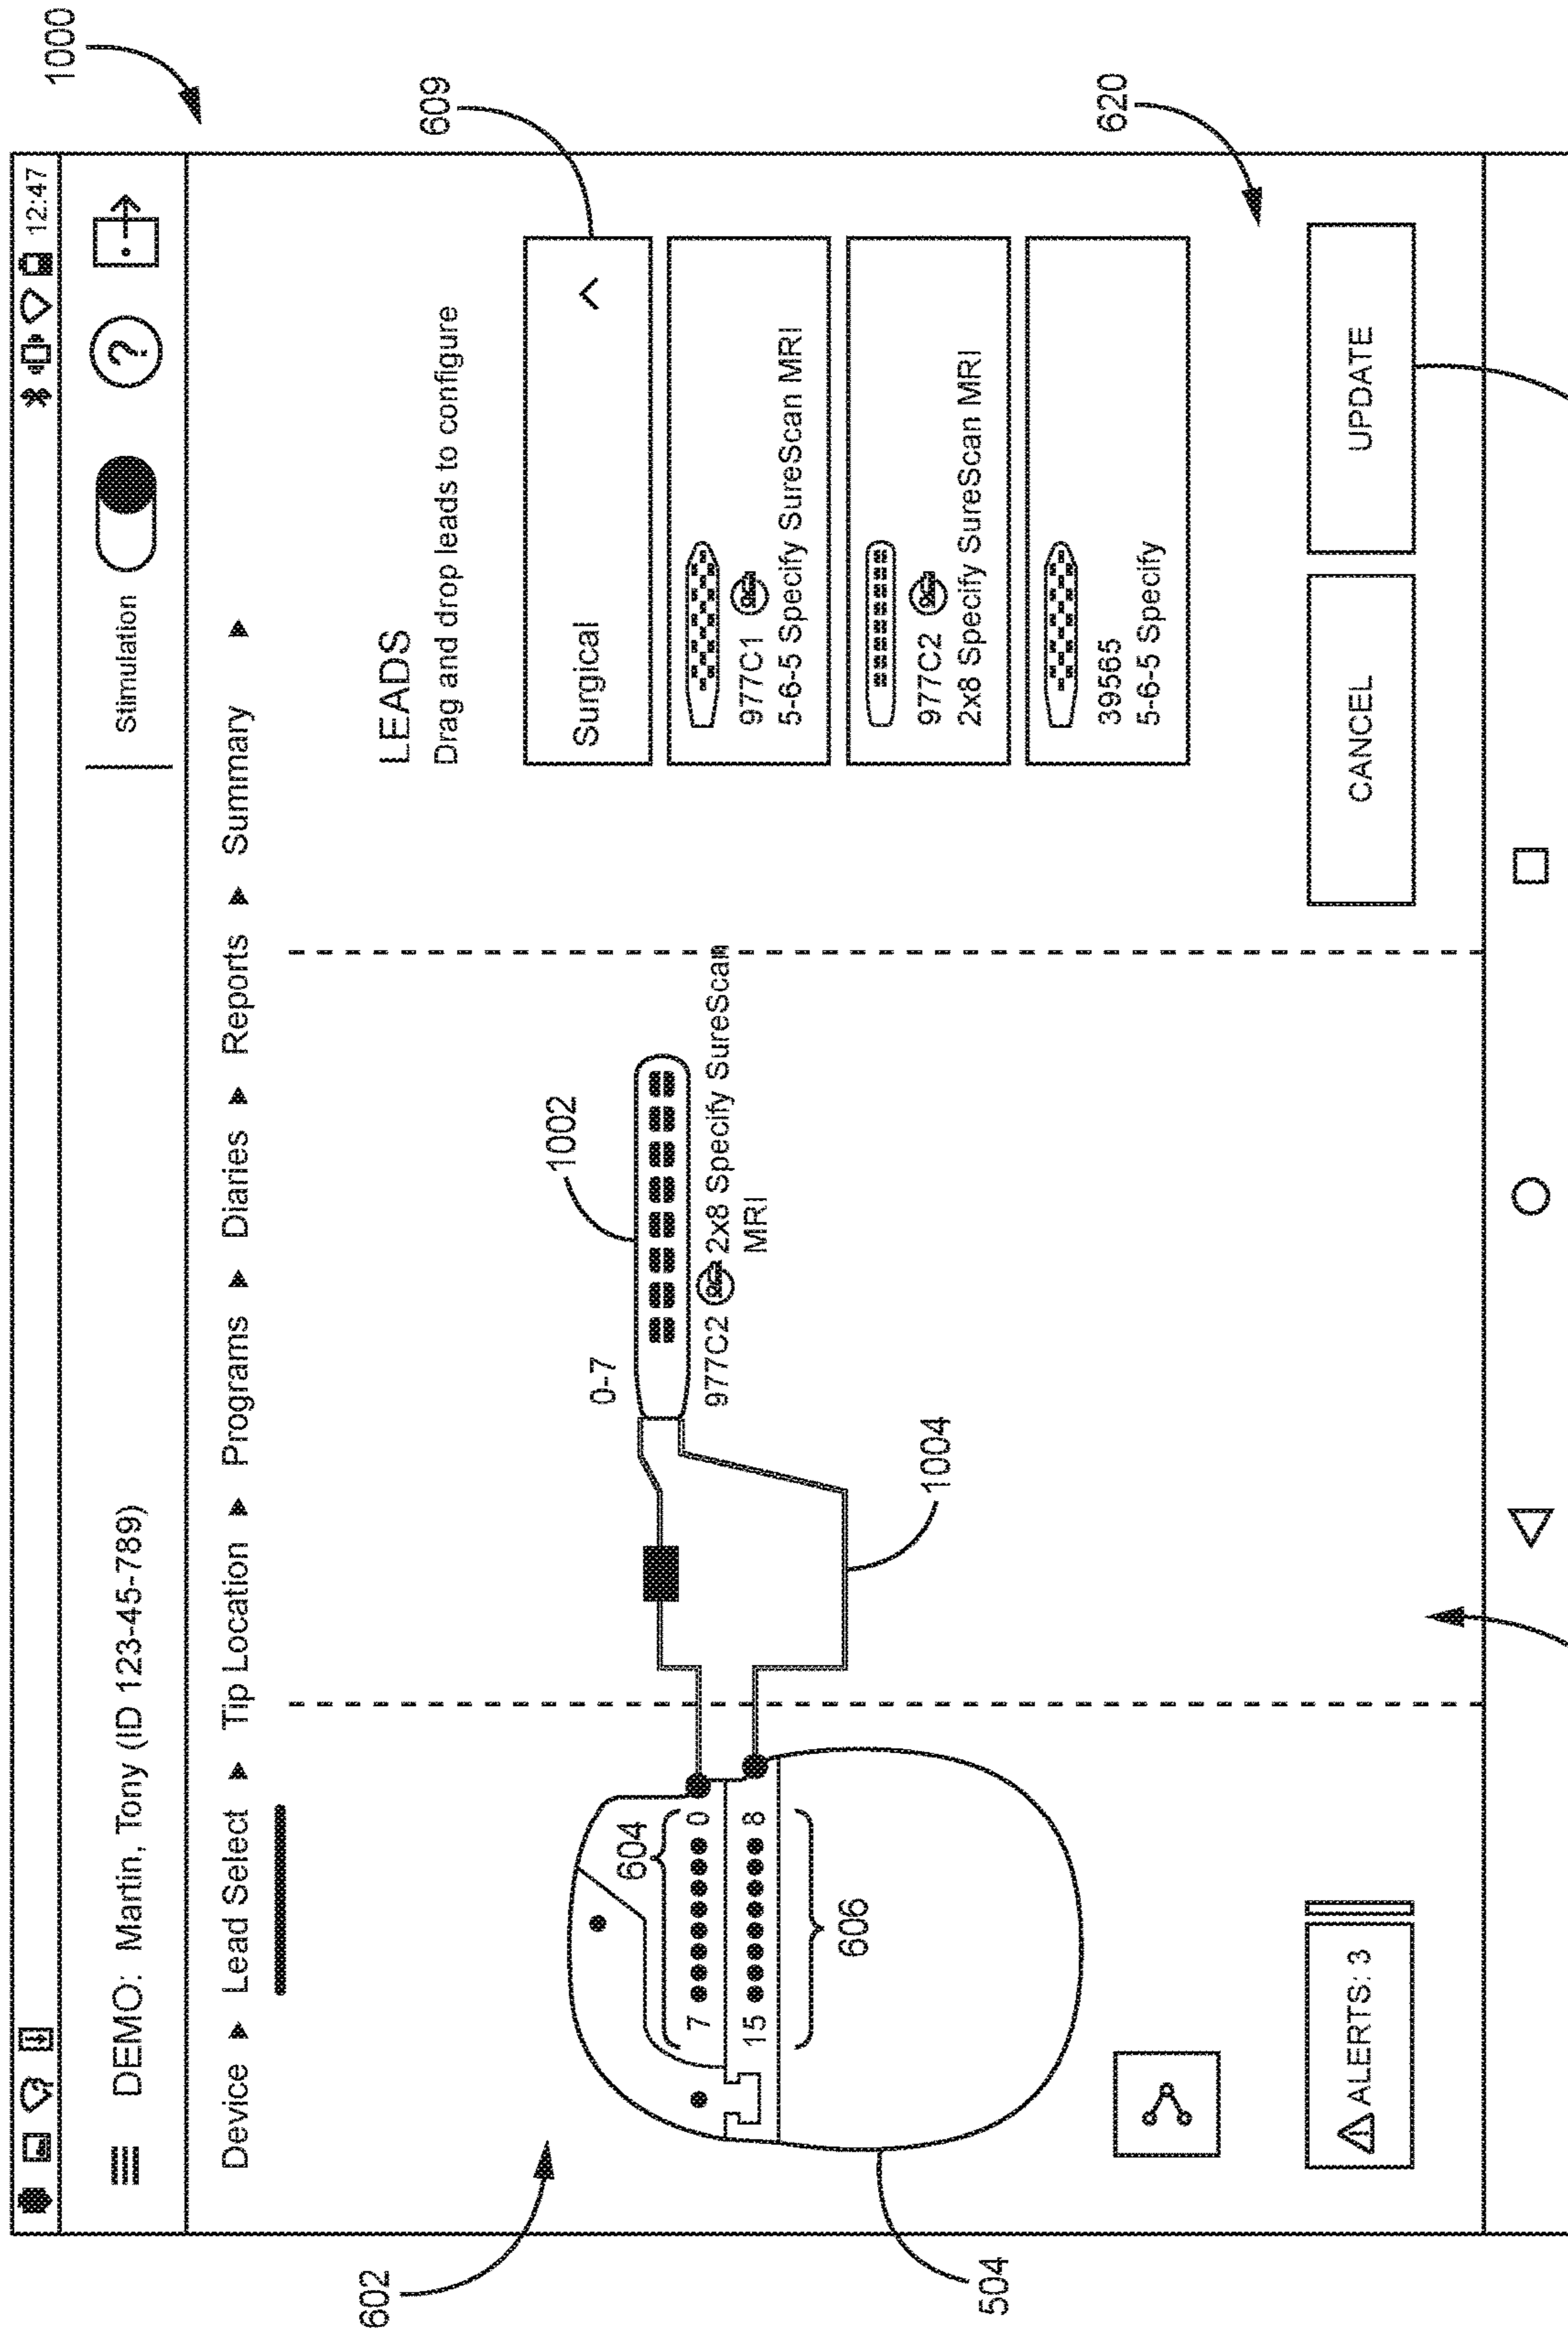 1000
12:47
DEMO: Martin, Tony (ID 123-45-789)
Stimulation
?
Device ▶ Lead Select ▶ Tip Location ▶ Programs ▶ Diaries ▶ Reports ▶ Summary ▶
602
LEADS
Drag and drop leads to configure
609
Surgical
604
7 0
15 8
606
0-7
1002
977C2 2x8 Specify SureScan
MRI
1004
977C1
5-6-5 Specify SureScan MRI
977C2
2x8 Specify SureScan MRI
39565
5-6-5 Specify
504
620
ALERTS: 3
CANCEL
UPDATE